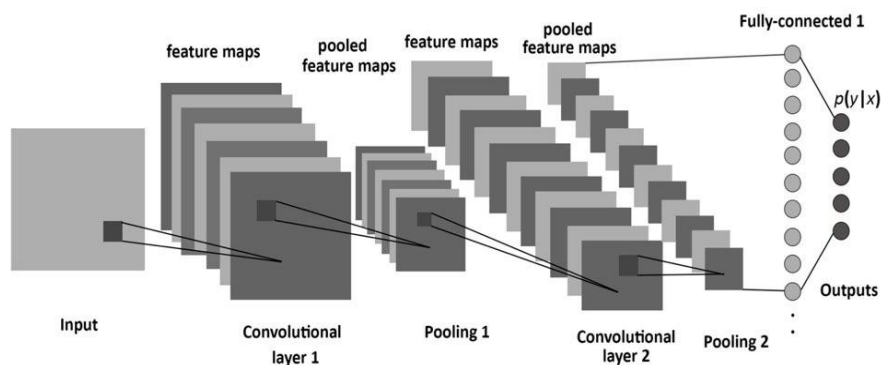 Fully-connected 1
feature maps
pooled
feature maps
feature maps
pooled
feature maps
p(y|x)
Input
Convolutional
layer 1
Pooling 1
Convolutional
layer 2
Pooling 2
Outputs